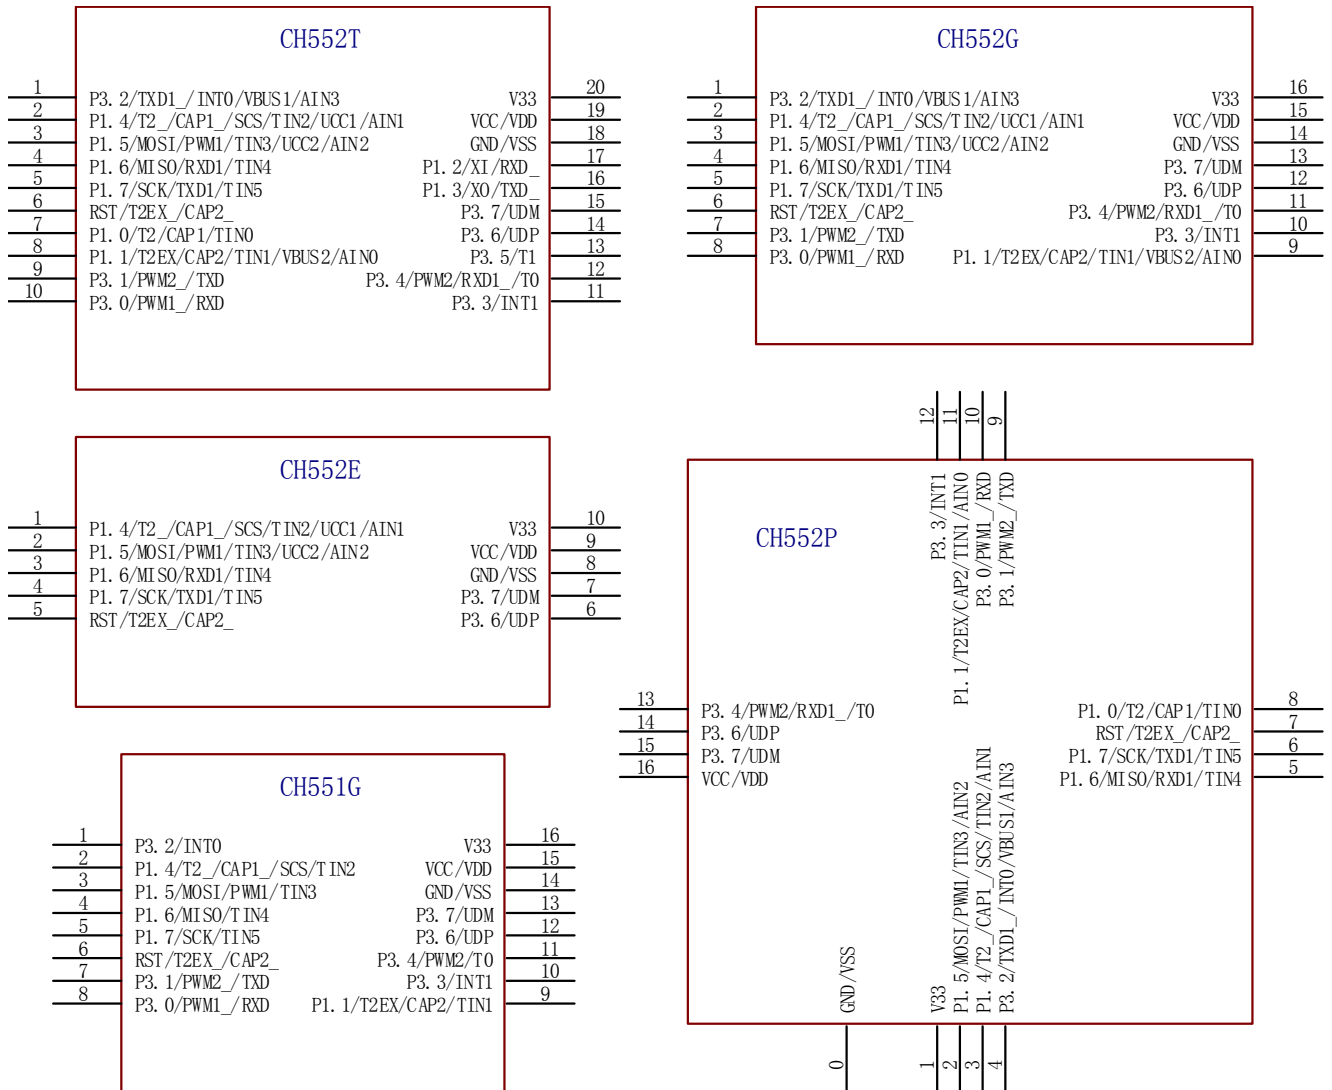 CH552T
1 P3.2/TXD1_/INT0/VBUS1/AIN3 V33 20
2 P1.4/T2_/CAP1_/SCS/TIN2/UCC1/AIN1 VCC/VDD 19
3 P1.5/MOSI/PWM1/TIN3/UCC2/AIN2 GND/VSS 18
4 P1.6/MISO/RXD1/TIN4 P1.2/XI/RXD_ 17
5 P1.7/SCK/TXD1/TIN5 P1.3/XO/TXD_ 16
6 RST/T2EX_/CAP2_ P3.7/UDM 15
7 P1.0/T2/CAP1/TIN0 P3.6/UDP 14
8 P1.1/T2EX/CAP2/TIN1/VBUS2/AIN0 P3.5/T1 13
9 P3.1/PWM2_/TXD P3.4/PWM2/RXD1_/T0 12
10 P3.0/PWM1_/RXD P3.3/INT1 11
CH552G
1 P3.2/TXD1_/INT0/VBUS1/AIN3 V33 16
2 P1.4/T2_/CAP1_/SCS/TIN2/UCC1/AIN1 VCC/VDD 15
3 P1.5/MOSI/PWM1/TIN3/UCC2/AIN2 GND/VSS 14
4 P1.6/MISO/RXD1/TIN4 P3.7/UDM 13
5 P1.7/SCK/TXD1/TIN5 P3.6/UDP 12
6 RST/T2EX_/CAP2_ P3.4/PWM2/RXD1_/T0 11
7 P3.1/PWM2_/TXD P3.3/INT1 10
8 P3.0/PWM1_/RXD P1.1/T2EX/CAP2/TIN1/VBUS2/AIN0 9
CH552E
1 P1.4/T2_/CAP1_/SCS/TIN2/UCC1/AIN1 V33 10
2 P1.5/MOSI/PWM1/TIN3/UCC2/AIN2 VCC/VDD 9
3 P1.6/MISO/RXD1/TIN4 GND/VSS 8
4 P1.7/SCK/TXD1/TIN5 P3.7/UDM 7
5 RST/T2EX_/CAP2_ P3.6/UDP 6
CH552P
12 P3.3/INT1
11 P1.1/T2EX/CAP2/TIN1/AIN0
10 P3.0/PWM1_/RXD
9 P3.1/PWM2_/TXD
13 P3.4/PWM2/RXD1_/T0 P1.0/T2/CAP1/TIN0 8
14 P3.6/UDP RST/T2EX_/CAP2_ 7
15 P3.7/UDM P1.7/SCK/TXD1/TIN5 6
16 VCC/VDD P1.6/MISO/RXD1/TIN4 5
0 GND/VSS
1 V33
2 P1.5/MOSI/PWM1/TIN3/AIN2
3 P1.4/T2_/CAP1_/SCS/TIN2/AIN1
4 P3.2/TXD1_/INT0/VBUS1/AIN3
CH551G
1 P3.2/INT0 V33 16
2 P1.4/T2_/CAP1_/SCS/TIN2 VCC/VDD 15
3 P1.5/MOSI/PWM1/TIN3 GND/VSS 14
4 P1.6/MISO/TIN4 P3.7/UDM 13
5 P1.7/SCK/TIN5 P3.6/UDP 12
6 RST/T2EX_/CAP2_ P3.4/PWM2/T0 11
7 P3.1/PWM2_/TXD P3.3/INT1 10
8 P3.0/PWM1_/RXD P1.1/T2EX/CAP2/TIN1 9